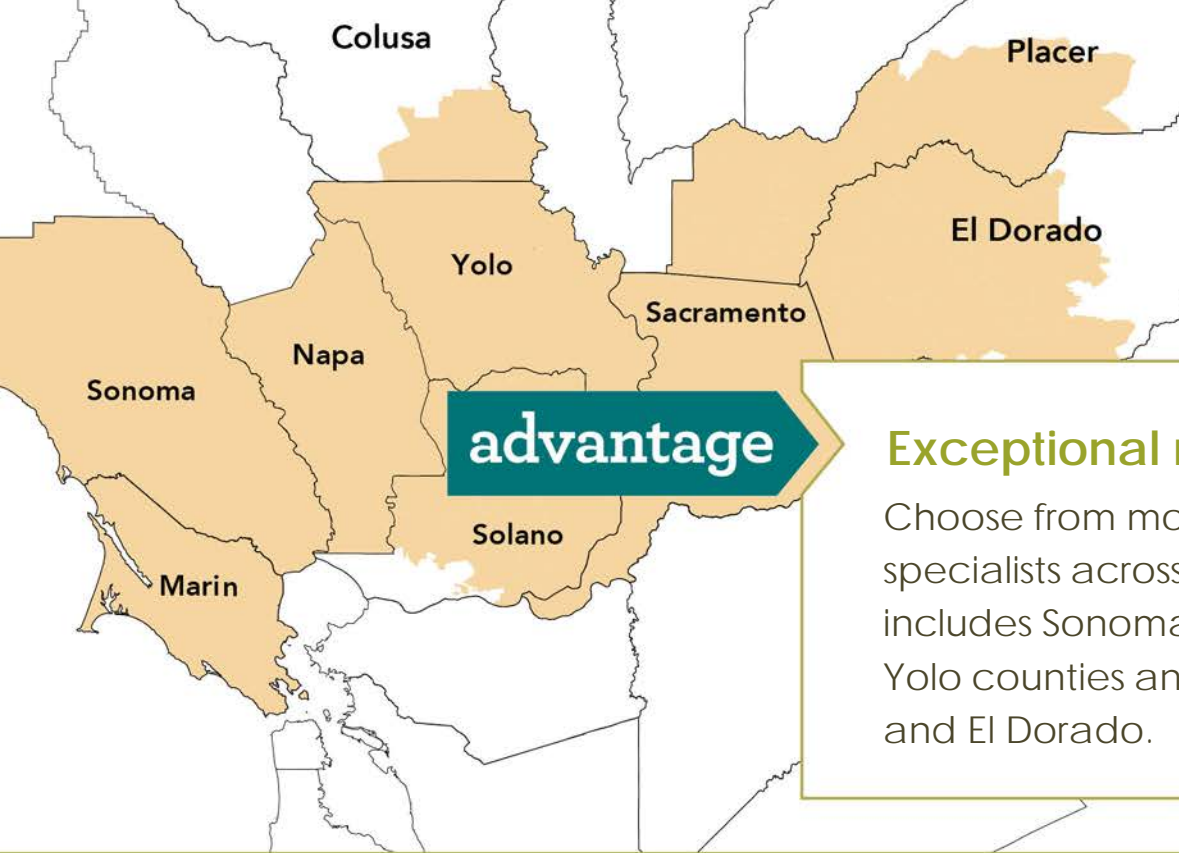 Colusa
Placer
El Dorado
Yolo
Sacramento
Napa
Sonoma
advantage
Solano
Marin
Exceptional
Choose from
specialists across
includes Sonoma
Yolo counties
and El Dorado.